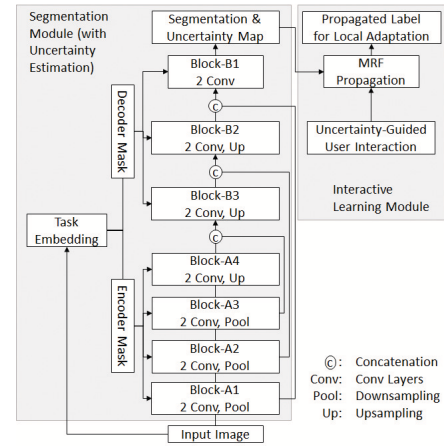 Segmentation
Module (with
Uncertainty
Estimation)
Segmentation &
Uncertainty Map
Propagated Label
for Local Adaptation
Block-B1
2 Conv
MRF
Propagation
c
Decoder Mask
Block-B2
2 Conv, Up
Uncertainty-Guided
User Interaction
c
Block-B3
2 Conv, Up
Interactive
Learning Module
Task
Embedding
c
Encoder Mask
Block-A4
2 Conv, Up
Block-A3
2 Conv, Pool
Block-A2
2 Conv, Pool
Block-A1
2 Conv, Pool
Input Image
c : Concatenation
Conv: Conv Layers
Pool: Downsampling
Up: Upsampling